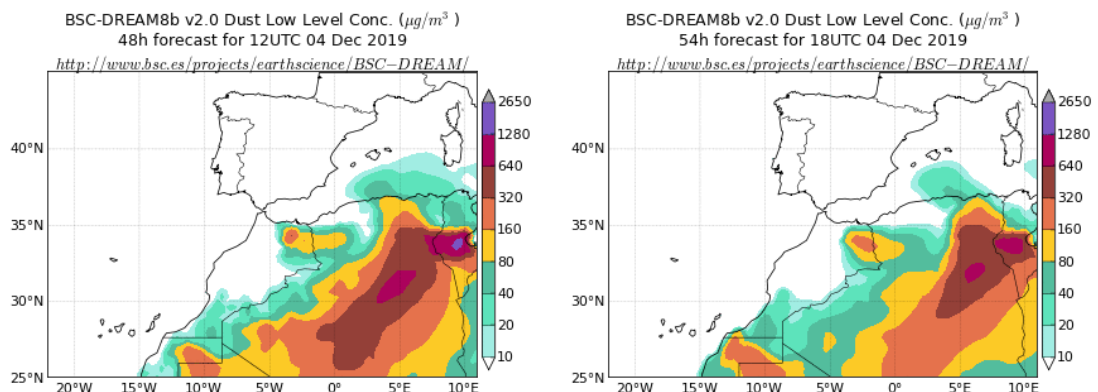 BSC-DREAM8b v2.0 Dust Low Level Conc. (μg/m³ )
48h forecast for 12UTC 04 Dec 2019
http://www.bsc.es/projects/earthscience/BSC−DREAM/
40°N
35°N
30°N
25°N
20°W
15°W
10°W
5°W
0°
5°E
10°E
2650
1280
640
320
160
80
40
20
10
BSC-DREAM8b v2.0 Dust Low Level Conc. (μg/m³ )
54h forecast for 18UTC 04 Dec 2019
http://www.bsc.es/projects/earthscience/BSC−DREAM/
40°N
35°N
30°N
25°N
20°W
15°W
10°W
5°W
0°
5°E
10°E
2650
1280
640
320
160
80
40
20
10